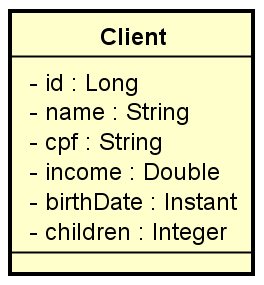 Client
- id : Long
- name : String
- cpf : String
- income : Double
- birthDate : Instant
- children : Integer